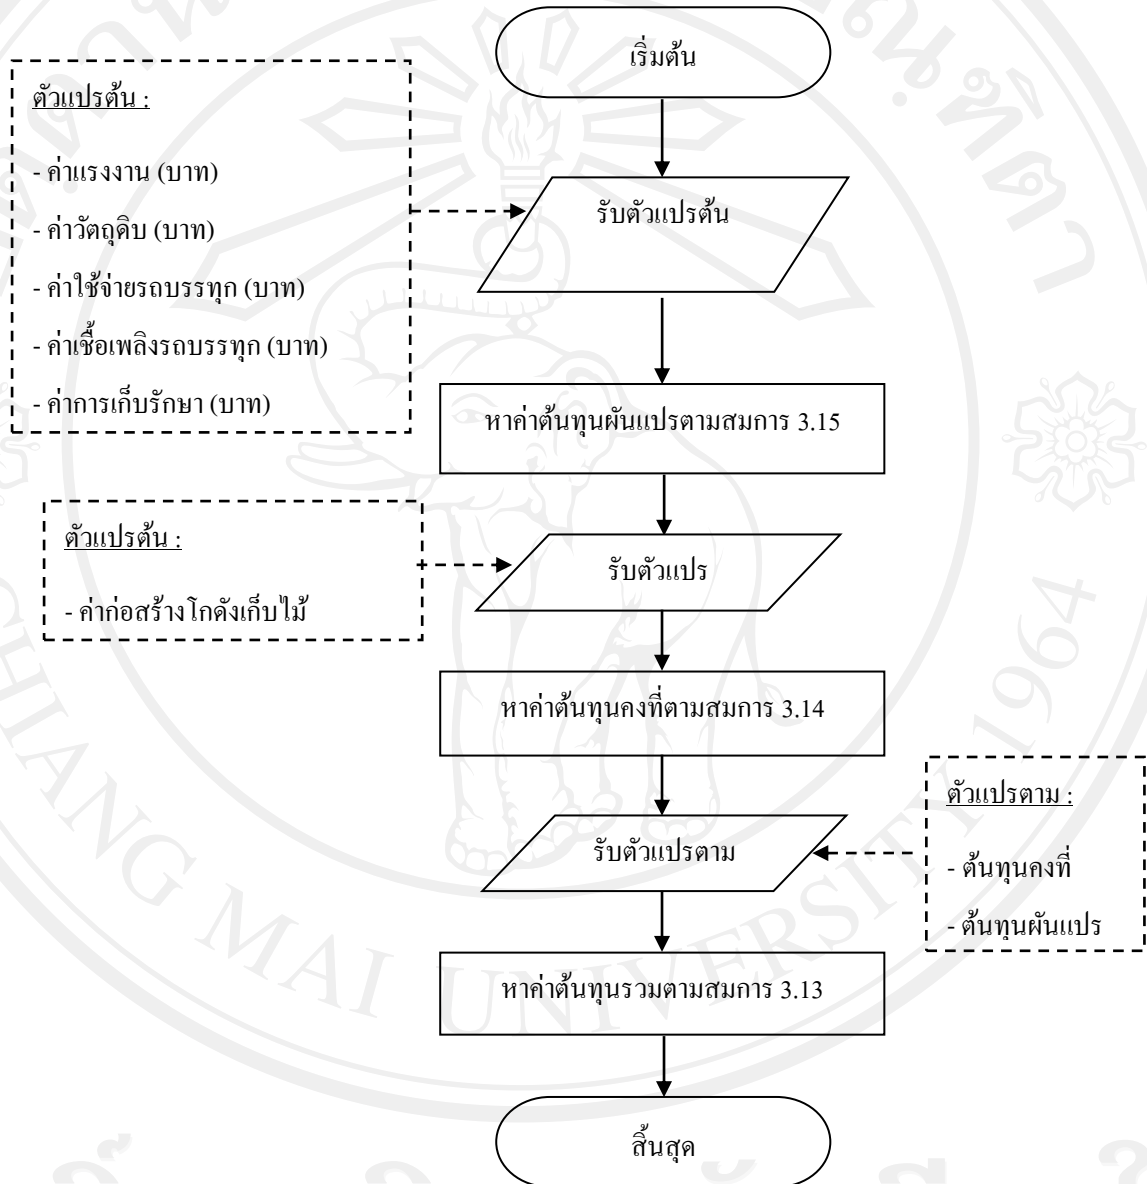 เริ่มต้น
ตัวแปรต้น :
- ค่าแรงงาน (บาท)
- ค่าวัตถุดิบ (บาท)
- ค่าใช้จ่ายรถบรรทุก (บาท)
- ค่าเชื้อเพลิงรถบรรทุก (บาท)
- ค่าการเก็บรักษา (บาท)
รับตัวแปรต้น
หาค่าต้นทุนผันแปรตามสมการ 3.15
ตัวแปรต้น :
- ค่าก่อสร้างโกดังเก็บไม้
รับตัวแปร
หาค่าต้นทุนคงที่ตามสมการ 3.14
ตัวแปรตาม :
- ต้นทุนคงที่
- ต้นทุนผันแปร
รับตัวแปรตาม
หาค่าต้นทุนรวมตามสมการ 3.13
สิ้นสุด
CHIANG MAI UNIVERSITY 1964